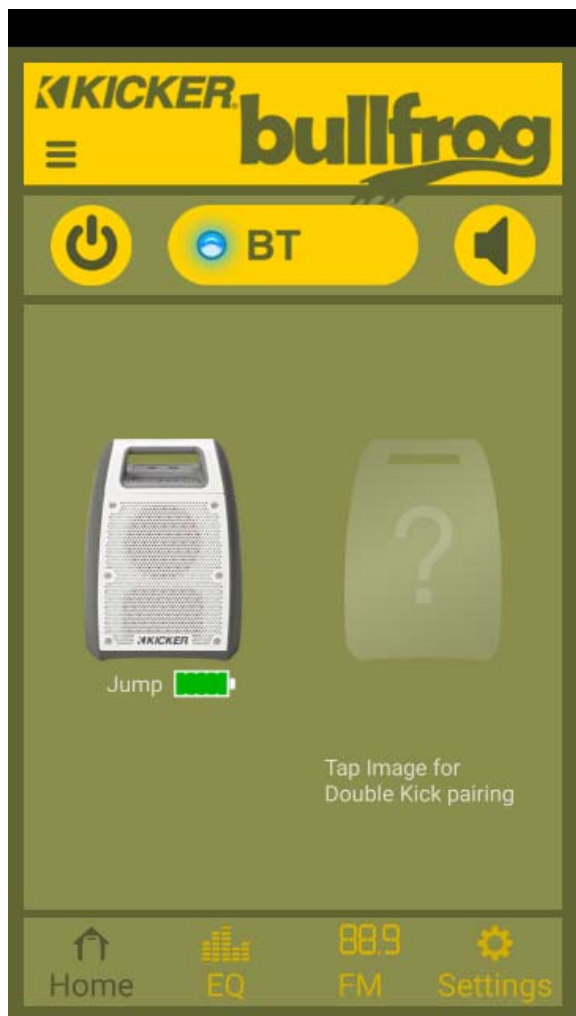 KICKER
bullfrog
BT
KICKER
Jump
?
Tap Image for
Double Kick pairing
88.9
Home EQ FM Settings